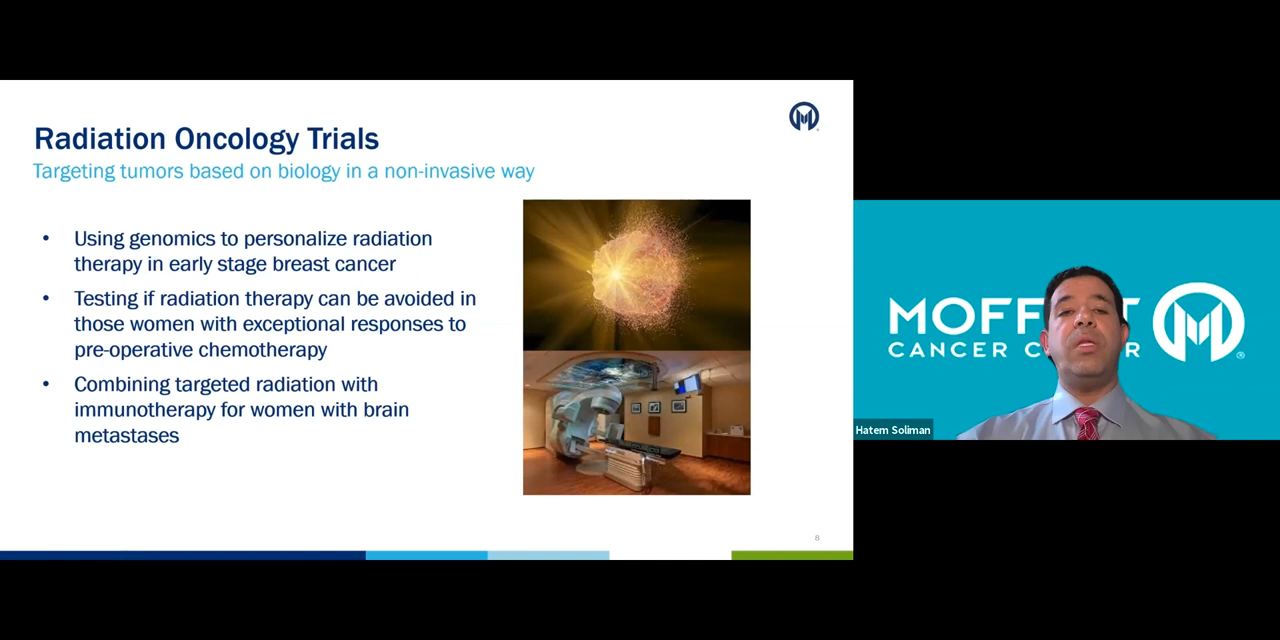 Radiation Oncology Trials
Targeting tumors based on biology in a non-invasive way
• Using genomics to personalize radiation
therapy in early stage breast cancer
• Testing if radiation therapy can be avoided in
those women with exceptional responses to
pre-operative chemotherapy
• Combining targeted radiation with
immunotherapy for women with brain
metastases
8
MOFF T
CANCER C R
Hatem Soliman